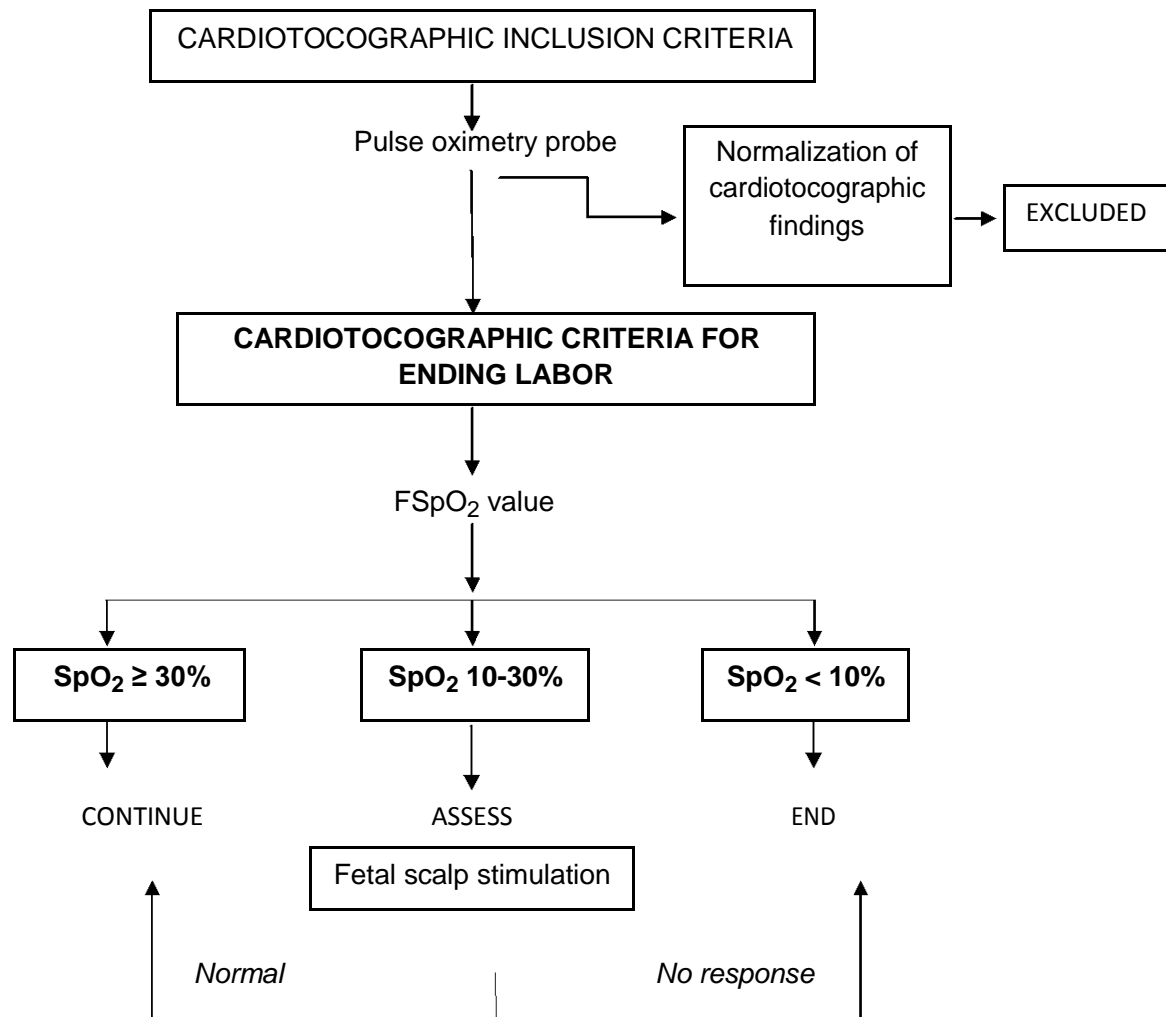 CARDIOTOCOGRAPHIC INCLUSION CRITERIA
Pulse oximetry probe
Normalization of
cardiotocographic
findings
EXCLUDED
CARDIOTOCOGRAPHIC CRITERIA FOR
ENDING LABOR
FSpO₂ value
SpO₂ ≥ 30%
SpO₂ 10-30%
SpO₂ < 10%
CONTINUE
ASSESS
END
Fetal scalp stimulation
Normal
No response